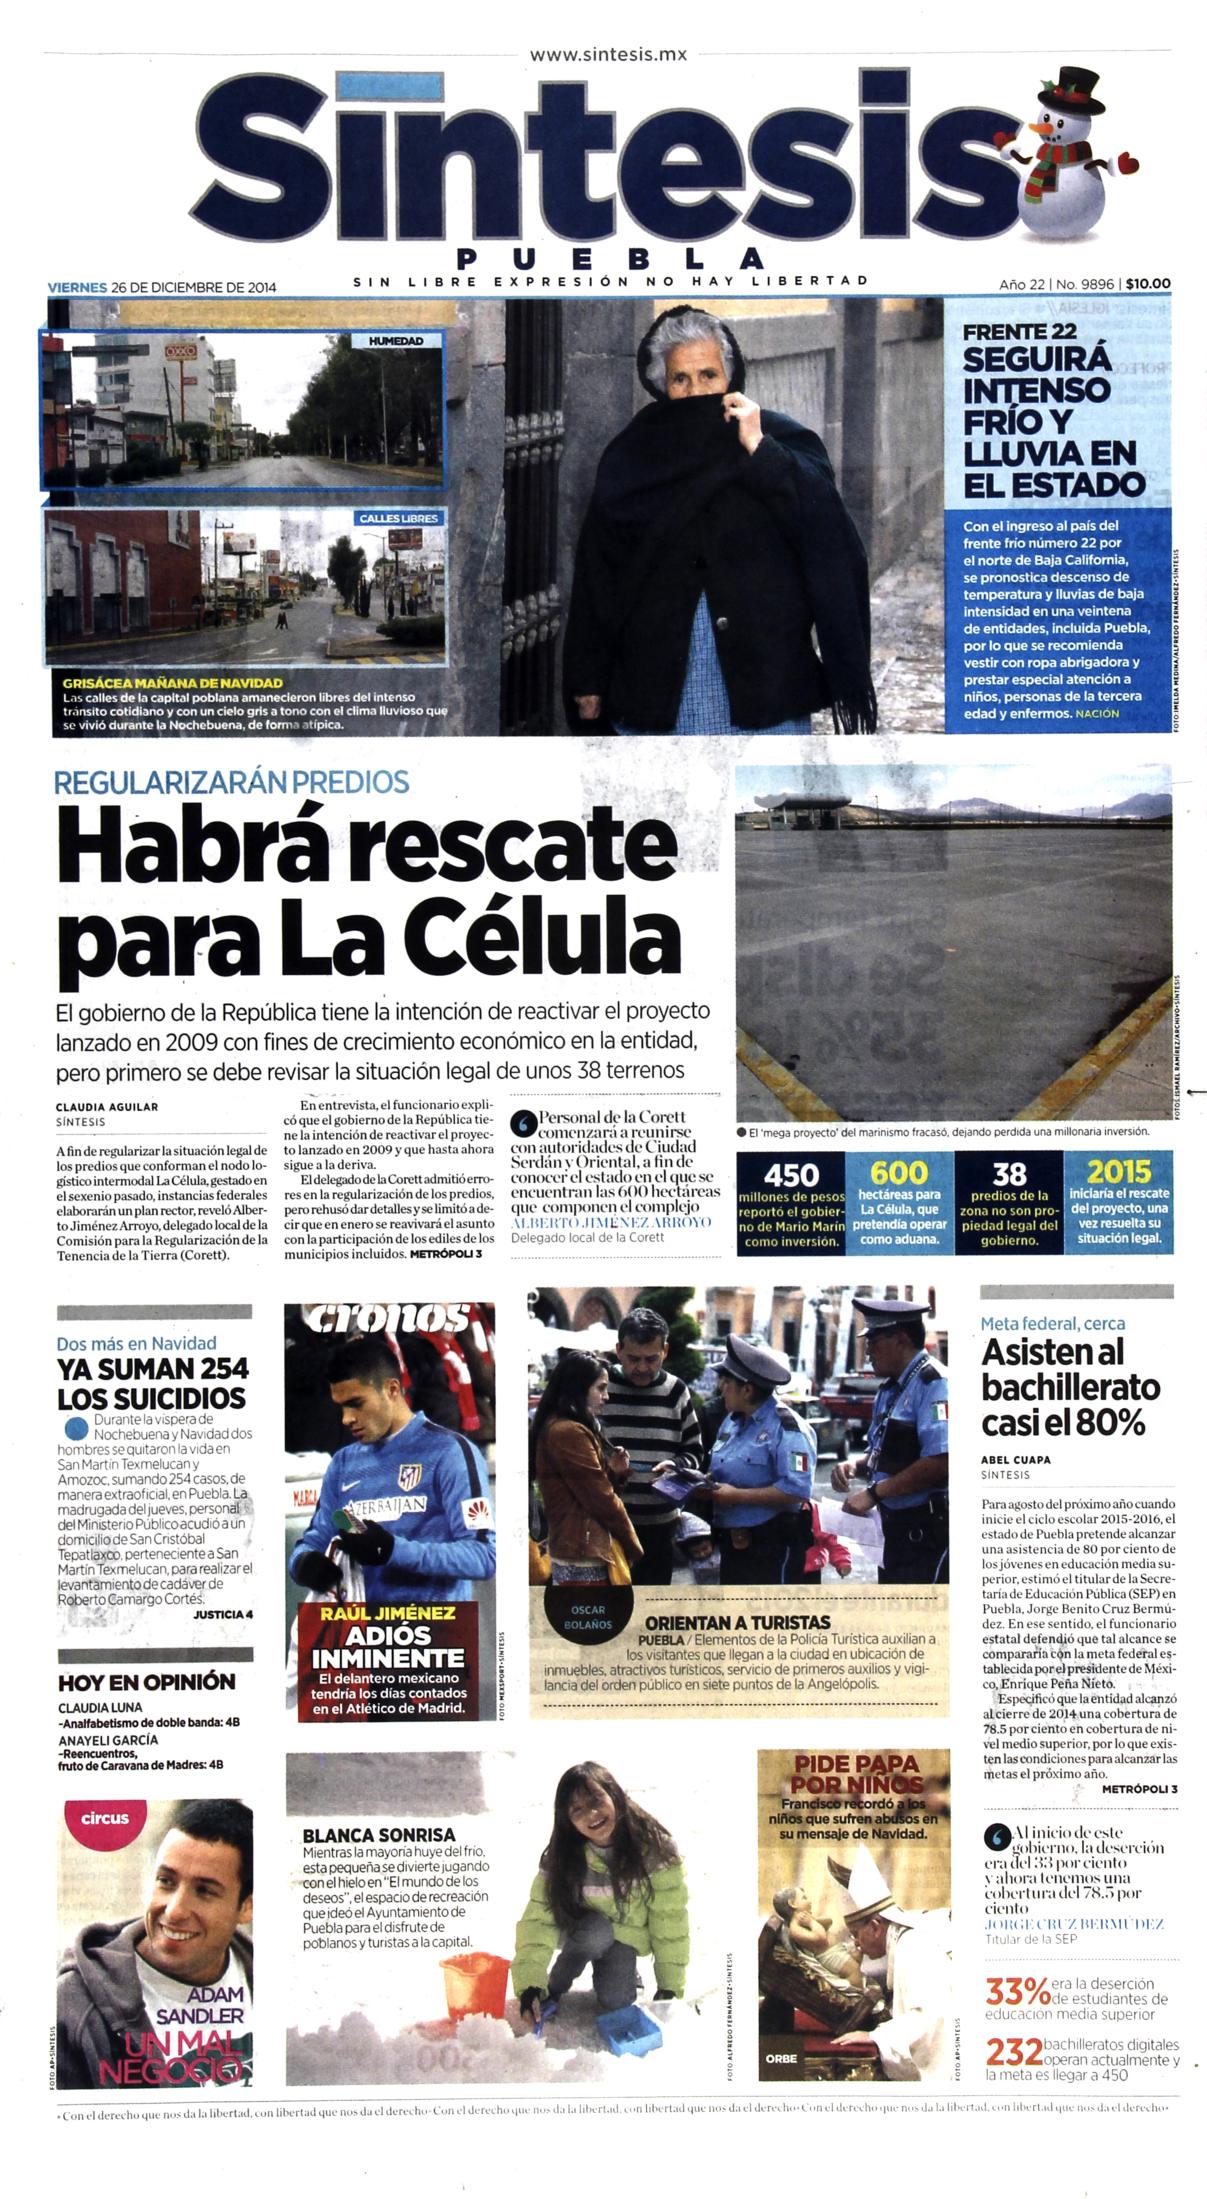 www.sintesis.mx
Síntesis
PUEBLA
SIN LIBRE EXPRESIÓN NO HAY LIBERTAD
VIERNES 26 DE DICIEMBRE DE 2014
Año 22 | No. 9896 | $10.00
HUMEDAD
OXXO
CALLES LIBRES
GRISÁCEA MAÑANA DE NAVIDAD
Las calles de la capital poblana amanecieron libres del intenso
tránsito cotidiano y con un cielo gris a tono con el clima lluvioso que
se vivió durante la Nochebuena, de forma atípica.
FRENTE 22
SEGUIRÁ
INTENSO
FRÍO Y
LLUVIA EN
EL ESTADO
Con el ingreso al país del
frente frío número 22 por
el norte de Baja California,
se pronostica descenso de
temperatura y lluvias de baja
intensidad en una veintena
de entidades, incluida Puebla,
por lo que se recomienda
vestir con ropa abrigadora y
prestar especial atención a
niños, personas de la tercera
edad y enfermos. NACIÓN
FOTO: IMELDA MEDINA/ALFREDO FERNÁNDEZ•SÍNTESIS
REGULARIZARÁN PREDIOS
Habrá rescate
para La Célula
El gobierno de la República tiene la intención de reactivar el proyecto
lanzado en 2009 con fines de crecimiento económico en la entidad,
pero primero se debe revisar la situación legal de unos 38 terrenos
CLAUDIA AGUILAR
SÍNTESIS
A fin de regularizar la situación legal de
los predios que conforman el nodo lo-
gístico intermodal La Célula, gestado en
el sexenio pasado, instancias federales
elaborarán un plan rector, reveló Alber-
to Jiménez Arroyo, delegado local de la
Comisión para la Regularización de la
Tenencia de la Tierra (Corett).
En entrevista, el funcionario expli-
có que el gobierno de la República tie-
ne la intención de reactivar el proyec-
to lanzado en 2009 y que hasta ahora
sigue a la deriva.
El delegado de la Corett admitió erro-
res en la regularización de los predios,
pero rehusó dar detalles y se limitó a de-
cir que en enero se reavivará el asunto
con la participación de los ediles de los
municipios incluidos. METRÓPOLI 3
Personal de la Corett
comenzará a reunirse
con autoridades de Ciudad
Serdán y Oriental, a fin de
conocer el estado en el que se
encuentran las 600 hectáreas
que componen el complejo
ALBERTO JIMÉNEZ ARROYO
Delegado local de la Corett
FOTOS: ISMAEL RAMÍREZ/ARCHIVO•SÍNTESIS
El 'mega proyecto' del marinismo fracasó, dejando perdida una millonaria inversión.
450
millones de pesos
reportó el gobier-
no de Mario Marín
como inversión.
600
hectáreas para
La Célula, que
pretendía operar
como aduana.
38
predios de la
zona no son pro-
piedad legal del
gobierno.
2015
iniciaría el rescate
del proyecto, una
vez resuelta su
situación legal.
Dos más en Navidad
YA SUMAN 254
LOS SUICIDIOS
Durante la víspera de
Nochebuena y Navidad dos
hombres se quitaron la vida en
San Martín Texmelucan y
Amozoc, sumando 254 casos, de
manera extraoficial, en Puebla. La
madrugada del jueves, personal
del Ministerio Público acudió a un
domicilio de San Cristóbal
Tepatlaxco, perteneciente a San
Martín Texmelucan, para realizar el
levantamiento de cadáver de
Roberto Camargo Cortés.
JUSTICIA 4
HOY EN OPINIÓN
CLAUDIA LUNA
-Analfabetismo de doble banda: 4B
ANAYELI GARCÍA
-Reencuentros,
fruto de Caravana de Madres: 4B
cronos
MARCA
AZERBAIJAN
RAÚL JIMÉNEZ
ADIÓS
INMINENTE
El delantero mexicano
tendría los días contados
en el Atlético de Madrid.
FOTO: MEXSPORT•SÍNTESIS
OSCAR
BOLAÑOS
ORIENTAN A TURISTAS
PUEBLA / Elementos de la Policía Turística auxilian a
los visitantes que llegan a la ciudad en ubicación de
inmuebles, atractivos turísticos, servicio de primeros auxilios y vigi-
lancia del orden público en siete puntos de la Angelópolis.
Meta federal, cerca
Asisten al
bachillerato
casi el 80%
ABEL CUAPA
SÍNTESIS
Para agosto del próximo año cuando
inicie el ciclo escolar 2015-2016, el
estado de Puebla pretende alcanzar
una asistencia de 80 por ciento de
los jóvenes en educación media su-
perior, estimó el titular de la Secre-
taría de Educación Pública (SEP) en
Puebla, Jorge Benito Cruz Bermú-
dez. En ese sentido, el funcionario
estatal defendió que tal alcance se
compararía con la meta federal es-
tablecida por el presidente de Méxi-
co, Enrique Peña Nieto.
Especificó que la entidad alcanzó
al cierre de 2014 una cobertura de
78.5 por ciento en cobertura de ni-
vel medio superior, por lo que exis-
ten las condiciones para alcanzar las
metas el próximo año.
METRÓPOLI 3
Al inicio de este
gobierno, la deserción
era del 33 por ciento
y ahora tenemos una
cobertura del 78.5 por
ciento
JORGE CRUZ BERMÚDEZ
Titular de la SEP
33% era la deserción
de estudiantes de
educación media superior
232 bachilleratos digitales
operan actualmente y
la meta es llegar a 450
circus
ADAM
SANDLER
UN MAL
NEGOCIO
FOTO: AP•SÍNTESIS
BLANCA SONRISA
Mientras la mayoría huye del frío,
esta pequeña se divierte jugando
con el hielo en "El mundo de los
deseos", el espacio de recreación
que ideó el Ayuntamiento de
Puebla para el disfrute de
poblanos y turistas a la capital.
FOTO: ALFREDO FERNÁNDEZ•SÍNTESIS
PIDE PAPA
POR NIÑOS
Francisco recordó a los
niños que sufren abusos en
su mensaje de Navidad.
ORBE
FOTO: AP•SÍNTESIS
• Con el derecho que nos da la libertad, con libertad que nos da el derecho• Con el derecho que nos da la libertad, con libertad que nos da el derecho• Con el derecho que nos da la libertad, con libertad que nos da el derecho•